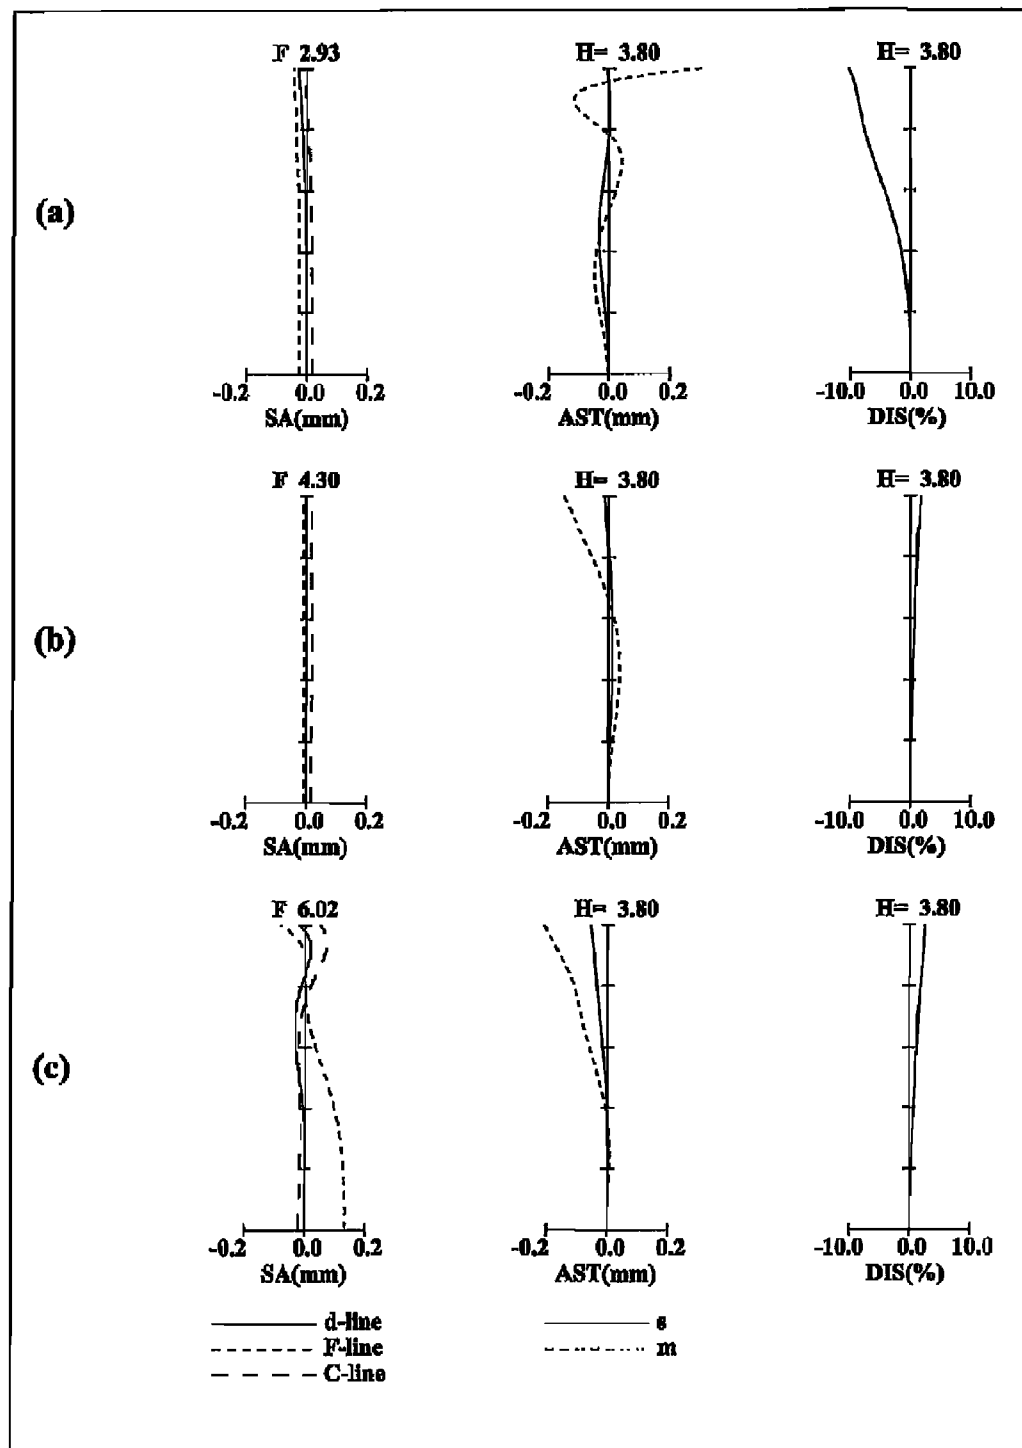 F 2.93 H= 3.80 H= 3.80
(a)
-0.2 0.0 0.2 -0.2 0.0 0.2 -10.0 0.0 10.0
SA(mm) AST(mm) DIS(%)
F 4.30 H= 3.80 H= 3.80
(b)
-0.2 0.0 0.2 -0.2 0.0 0.2 -10.0 0.0 10.0
SA(mm) AST(mm) DIS(%)
F 6.02 H= 3.80 H= 3.80
(c)
-0.2 0.0 0.2 -0.2 0.0 0.2 -10.0 0.0 10.0
SA(mm) AST(mm) DIS(%)
d-line s
F-line m
C-line